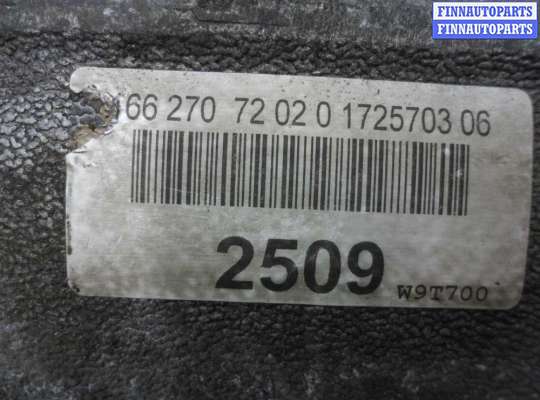 FINNAUTOPARTS
FINNAUTOPARTS
66 270 72 02 0 1725703 06
2509
W9T700